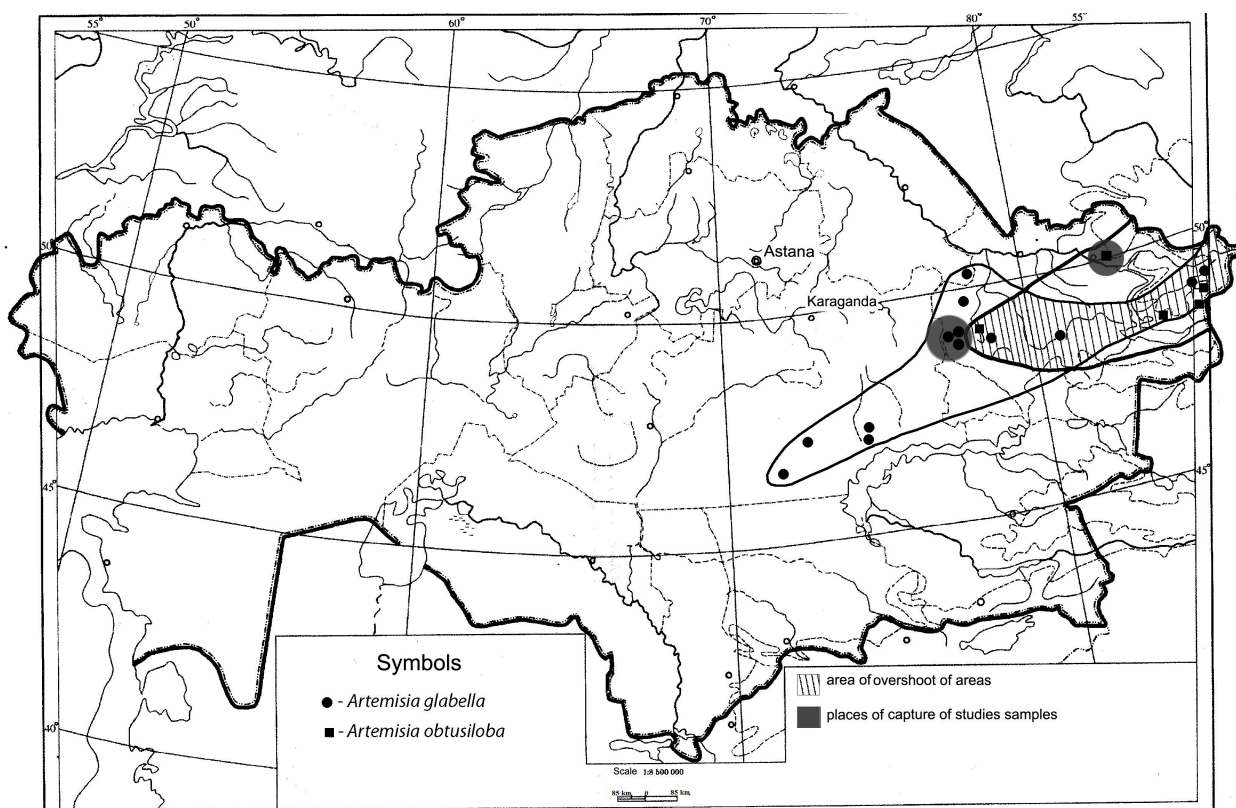 55°
50°
60°
70°
80°
55°
50°
50°
Astana
Karaganda
45°
45°
40°
Symbols
- Artemisia glabella
- Artemisia obtusiloba
area of overshoot of areas
places of capture of studies samples
Scale 1:8 500 000
85 km 0 85 km